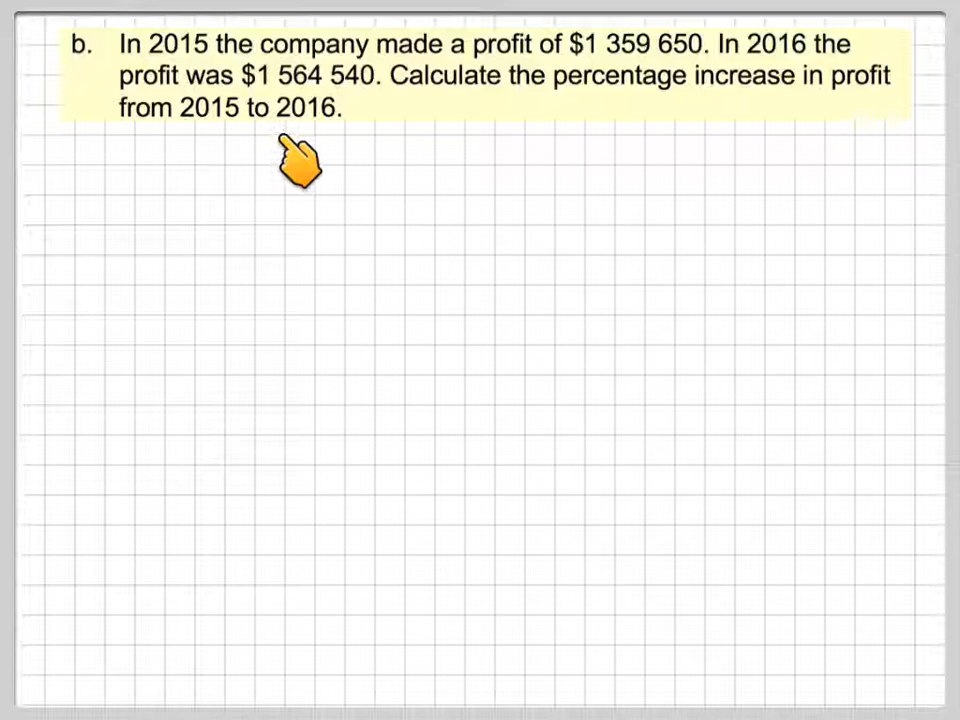 b. In 2015 the company made a profit of $1 359 650. In 2016 the
profit was $1 564 540. Calculate the percentage increase in profit
from 2015 to 2016.